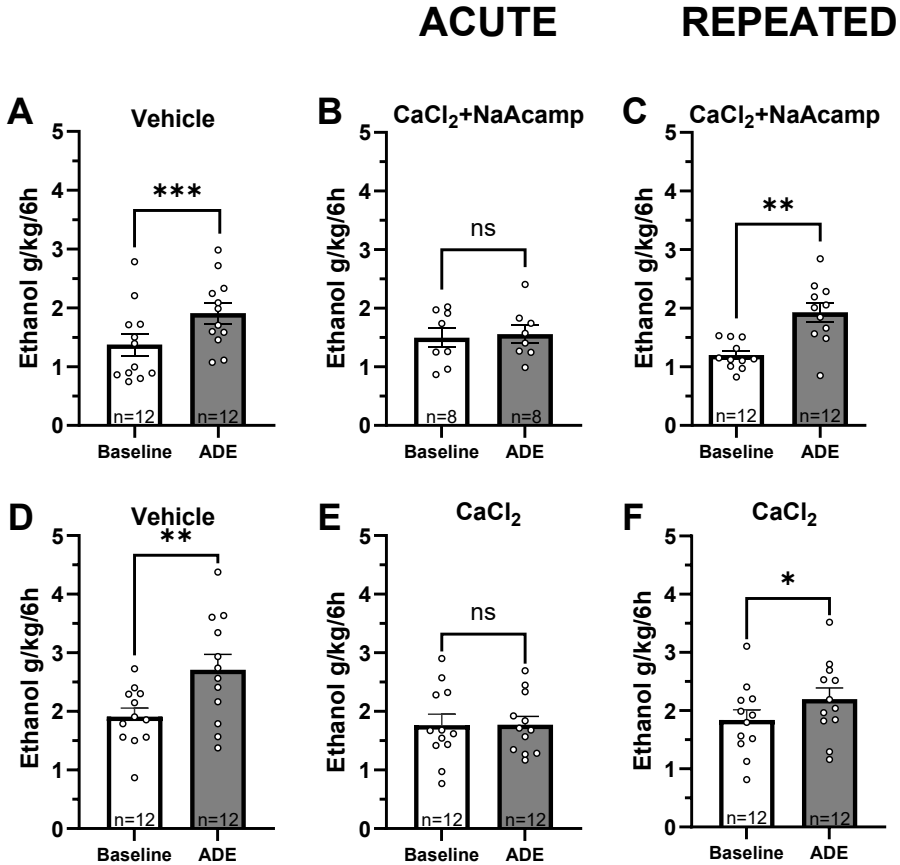 ACUTE REPEATED
A Vehicle
B CaCl₂+NaAcamp
C CaCl₂+NaAcamp
Ethanol g/kg/6h
5
4
3
2
1
0
***
n=12 n=12
Baseline ADE
Ethanol g/kg/6h
5
4
3
2
1
0
ns
n=8 n=8
Baseline ADE
Ethanol g/kg/6h
5
4
3
2
1
0
**
n=12 n=12
Baseline ADE
D Vehicle
E CaCl₂
F CaCl₂
Ethanol g/kg/6h
5
4
3
2
1
0
**
n=12 n=12
Baseline ADE
Ethanol g/kg/6h
5
4
3
2
1
0
ns
n=12 n=12
Baseline ADE
Ethanol g/kg/6h
5
4
3
2
1
0
*
n=12 n=12
Baseline ADE